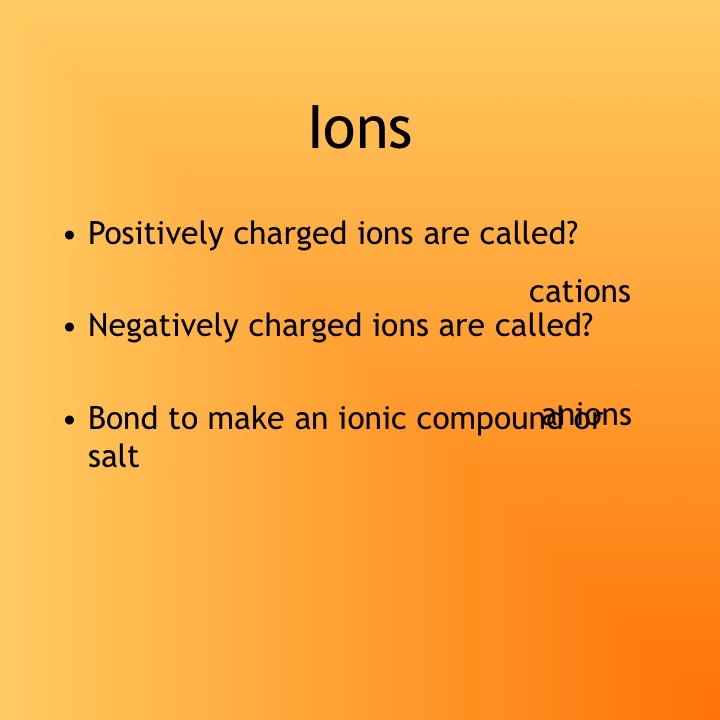 Ions
• Positively charged ions are called?
cations
• Negatively charged ions are called?
• Bond to make an ionic compound or
anions
salt